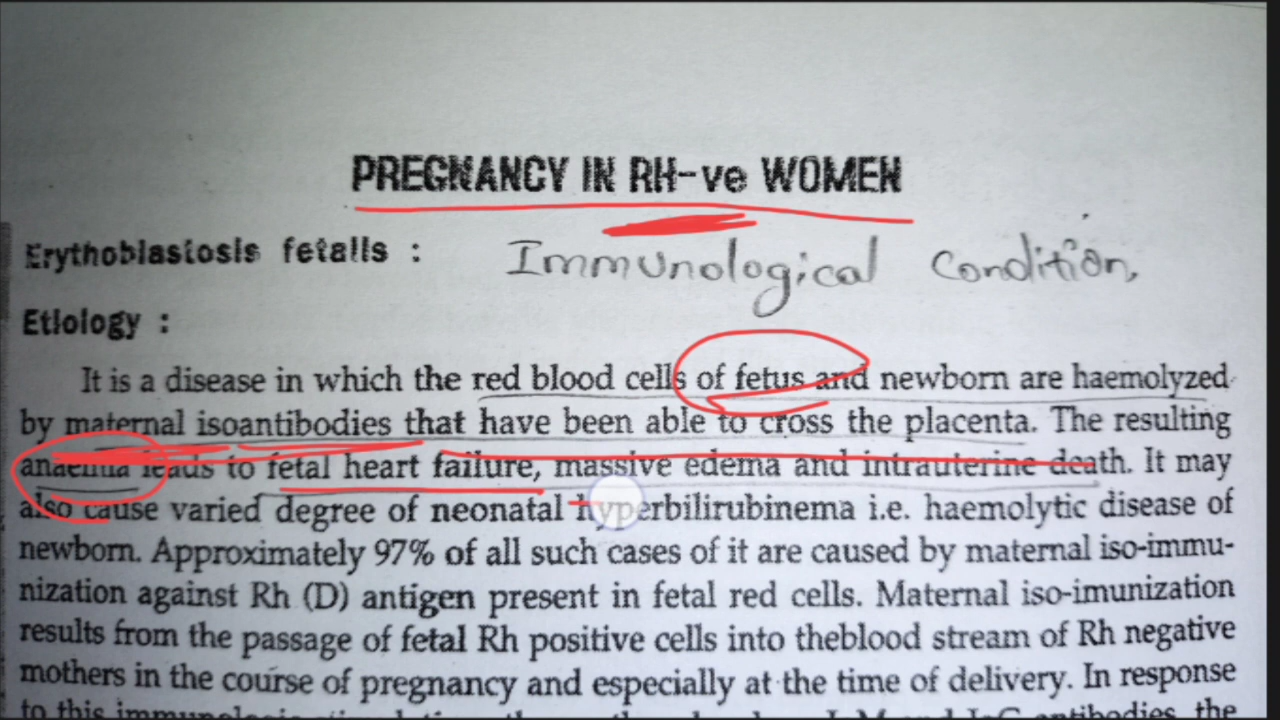 PREGNANCY IN RH-ve WOMEN
Erythoblastosis fetalis : Immunological Condition,
Etiology :
It is a disease in which the red blood cells of fetus and newborn are haemolyzed
by maternal isoantibodies that have been able to cross the placenta. The resulting
anaemia leads to fetal heart failure, massive edema and intrauterine death. It may
also cause varied degree of neonatal hyperbilirubinema i.e. haemolytic disease of
newborn. Approximately 97% of all such cases of it are caused by maternal iso-immu-
nization against Rh (D) antigen present in fetal red cells. Maternal iso-imunization
results from the passage of fetal Rh positive cells into theblood stream of Rh negative
mothers in the course of pregnancy and especially at the time of delivery. In response
to this antibodies, the